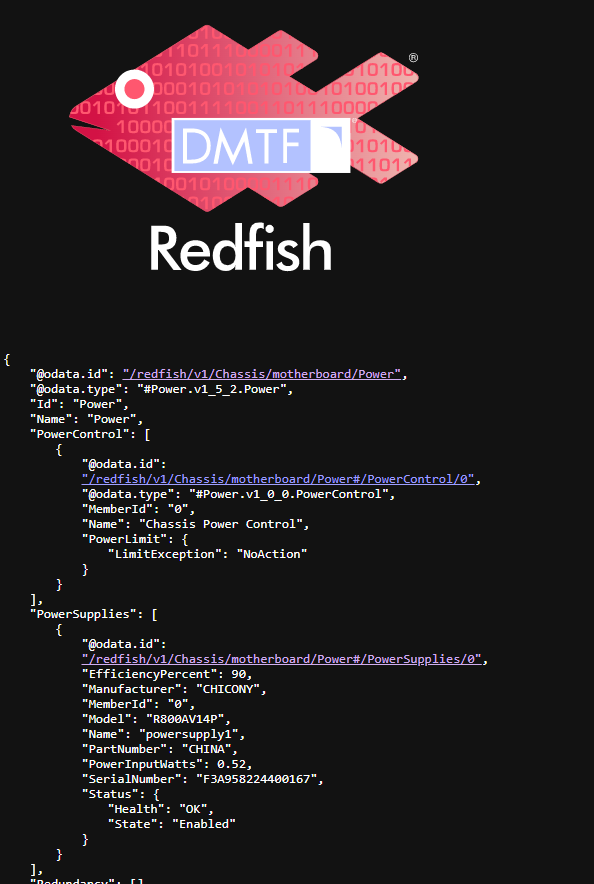 ®
DMTF
Redfish
{
"@odata.id": "/redfish/v1/Chassis/motherboard/Power",
"@odata.type": "#Power.v1_5_2.Power",
"Id": "Power",
"Name": "Power",
"PowerControl": [
{
"@odata.id":
"/redfish/v1/Chassis/motherboard/Power#/PowerControl/0",
"@odata.type": "#Power.v1_0_0.PowerControl",
"MemberId": "0",
"Name": "Chassis Power Control",
"PowerLimit": {
"LimitException": "NoAction"
}
}
],
"PowerSupplies": [
{
"@odata.id":
"/redfish/v1/Chassis/motherboard/Power#/PowerSupplies/0",
"EfficiencyPercent": 90,
"Manufacturer": "CHICONY",
"MemberId": "0",
"Model": "R800AV14P",
"Name": "powersupply1",
"PartNumber": "CHINA",
"PowerInputWatts": 0.52,
"SerialNumber": "F3A958224400167",
"Status": {
"Health": "OK",
"State": "Enabled"
}
}
],
"Redundancy": []